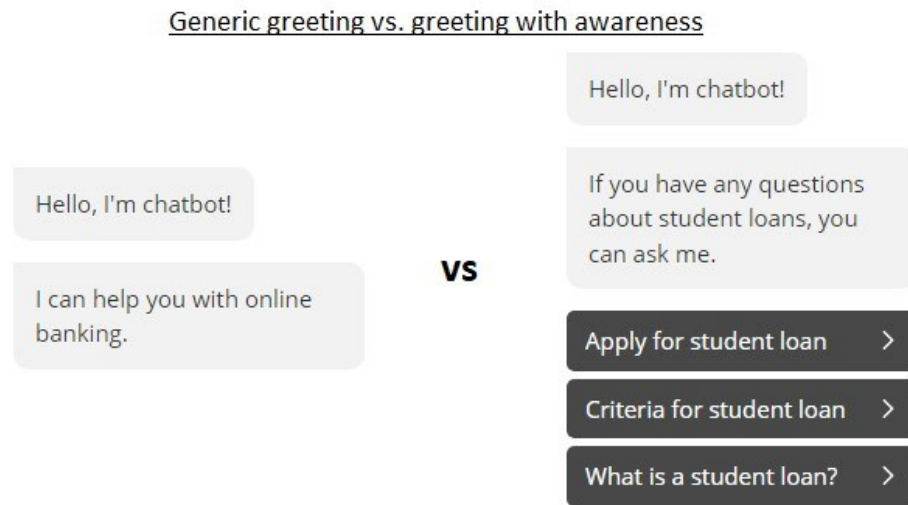 Generic greeting vs. greeting with awareness
Hello, I'm chatbot!
I can help you with online
banking.
vs
Hello, I'm chatbot!
If you have any questions
about student loans, you
can ask me.
Apply for student loan
Criteria for student loan
What is a student loan?